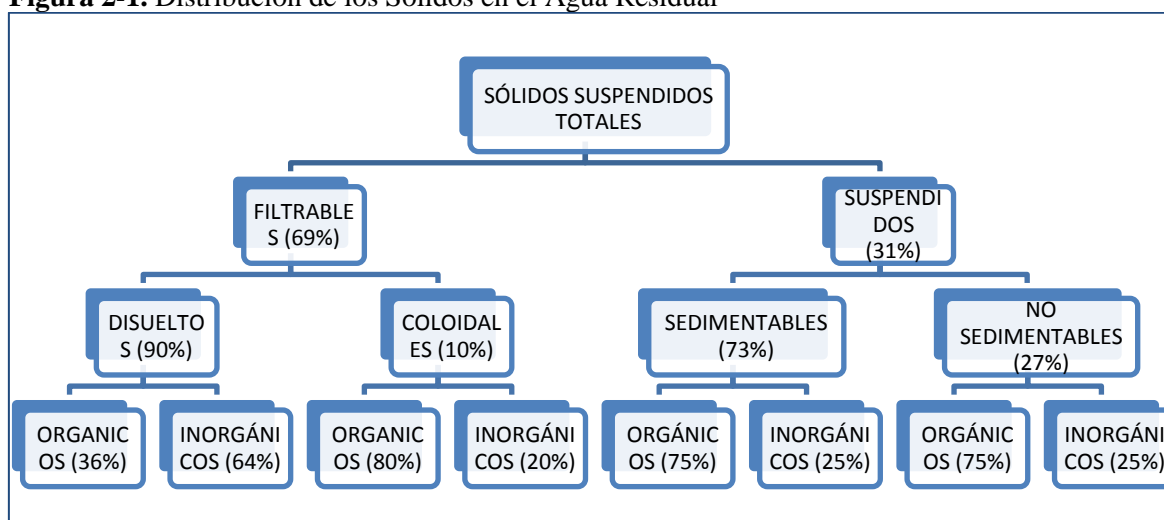 Figura 2-1. Distribución de los Sólidos en el Agua Residual
SÓLIDOS SUSPENDIDOS
TOTALES
FILTRABLE
S (69%)
SUSPENDI
DOS
(31%)
DISUELTO
S (90%)
COLOIDAL
ES (10%)
SEDIMENTABLES
(73%)
NO
SEDIMENTABLES
(27%)
ORGANIC
OS (36%)
INORGÁNI
COS (64%)
ORGANIC
OS (80%)
INORGÁNI
COS (20%)
ORGÁNIC
OS (75%)
INORGÁNI
COS (25%)
ORGÁNIC
OS (75%)
INORGÁNI
COS (25%)